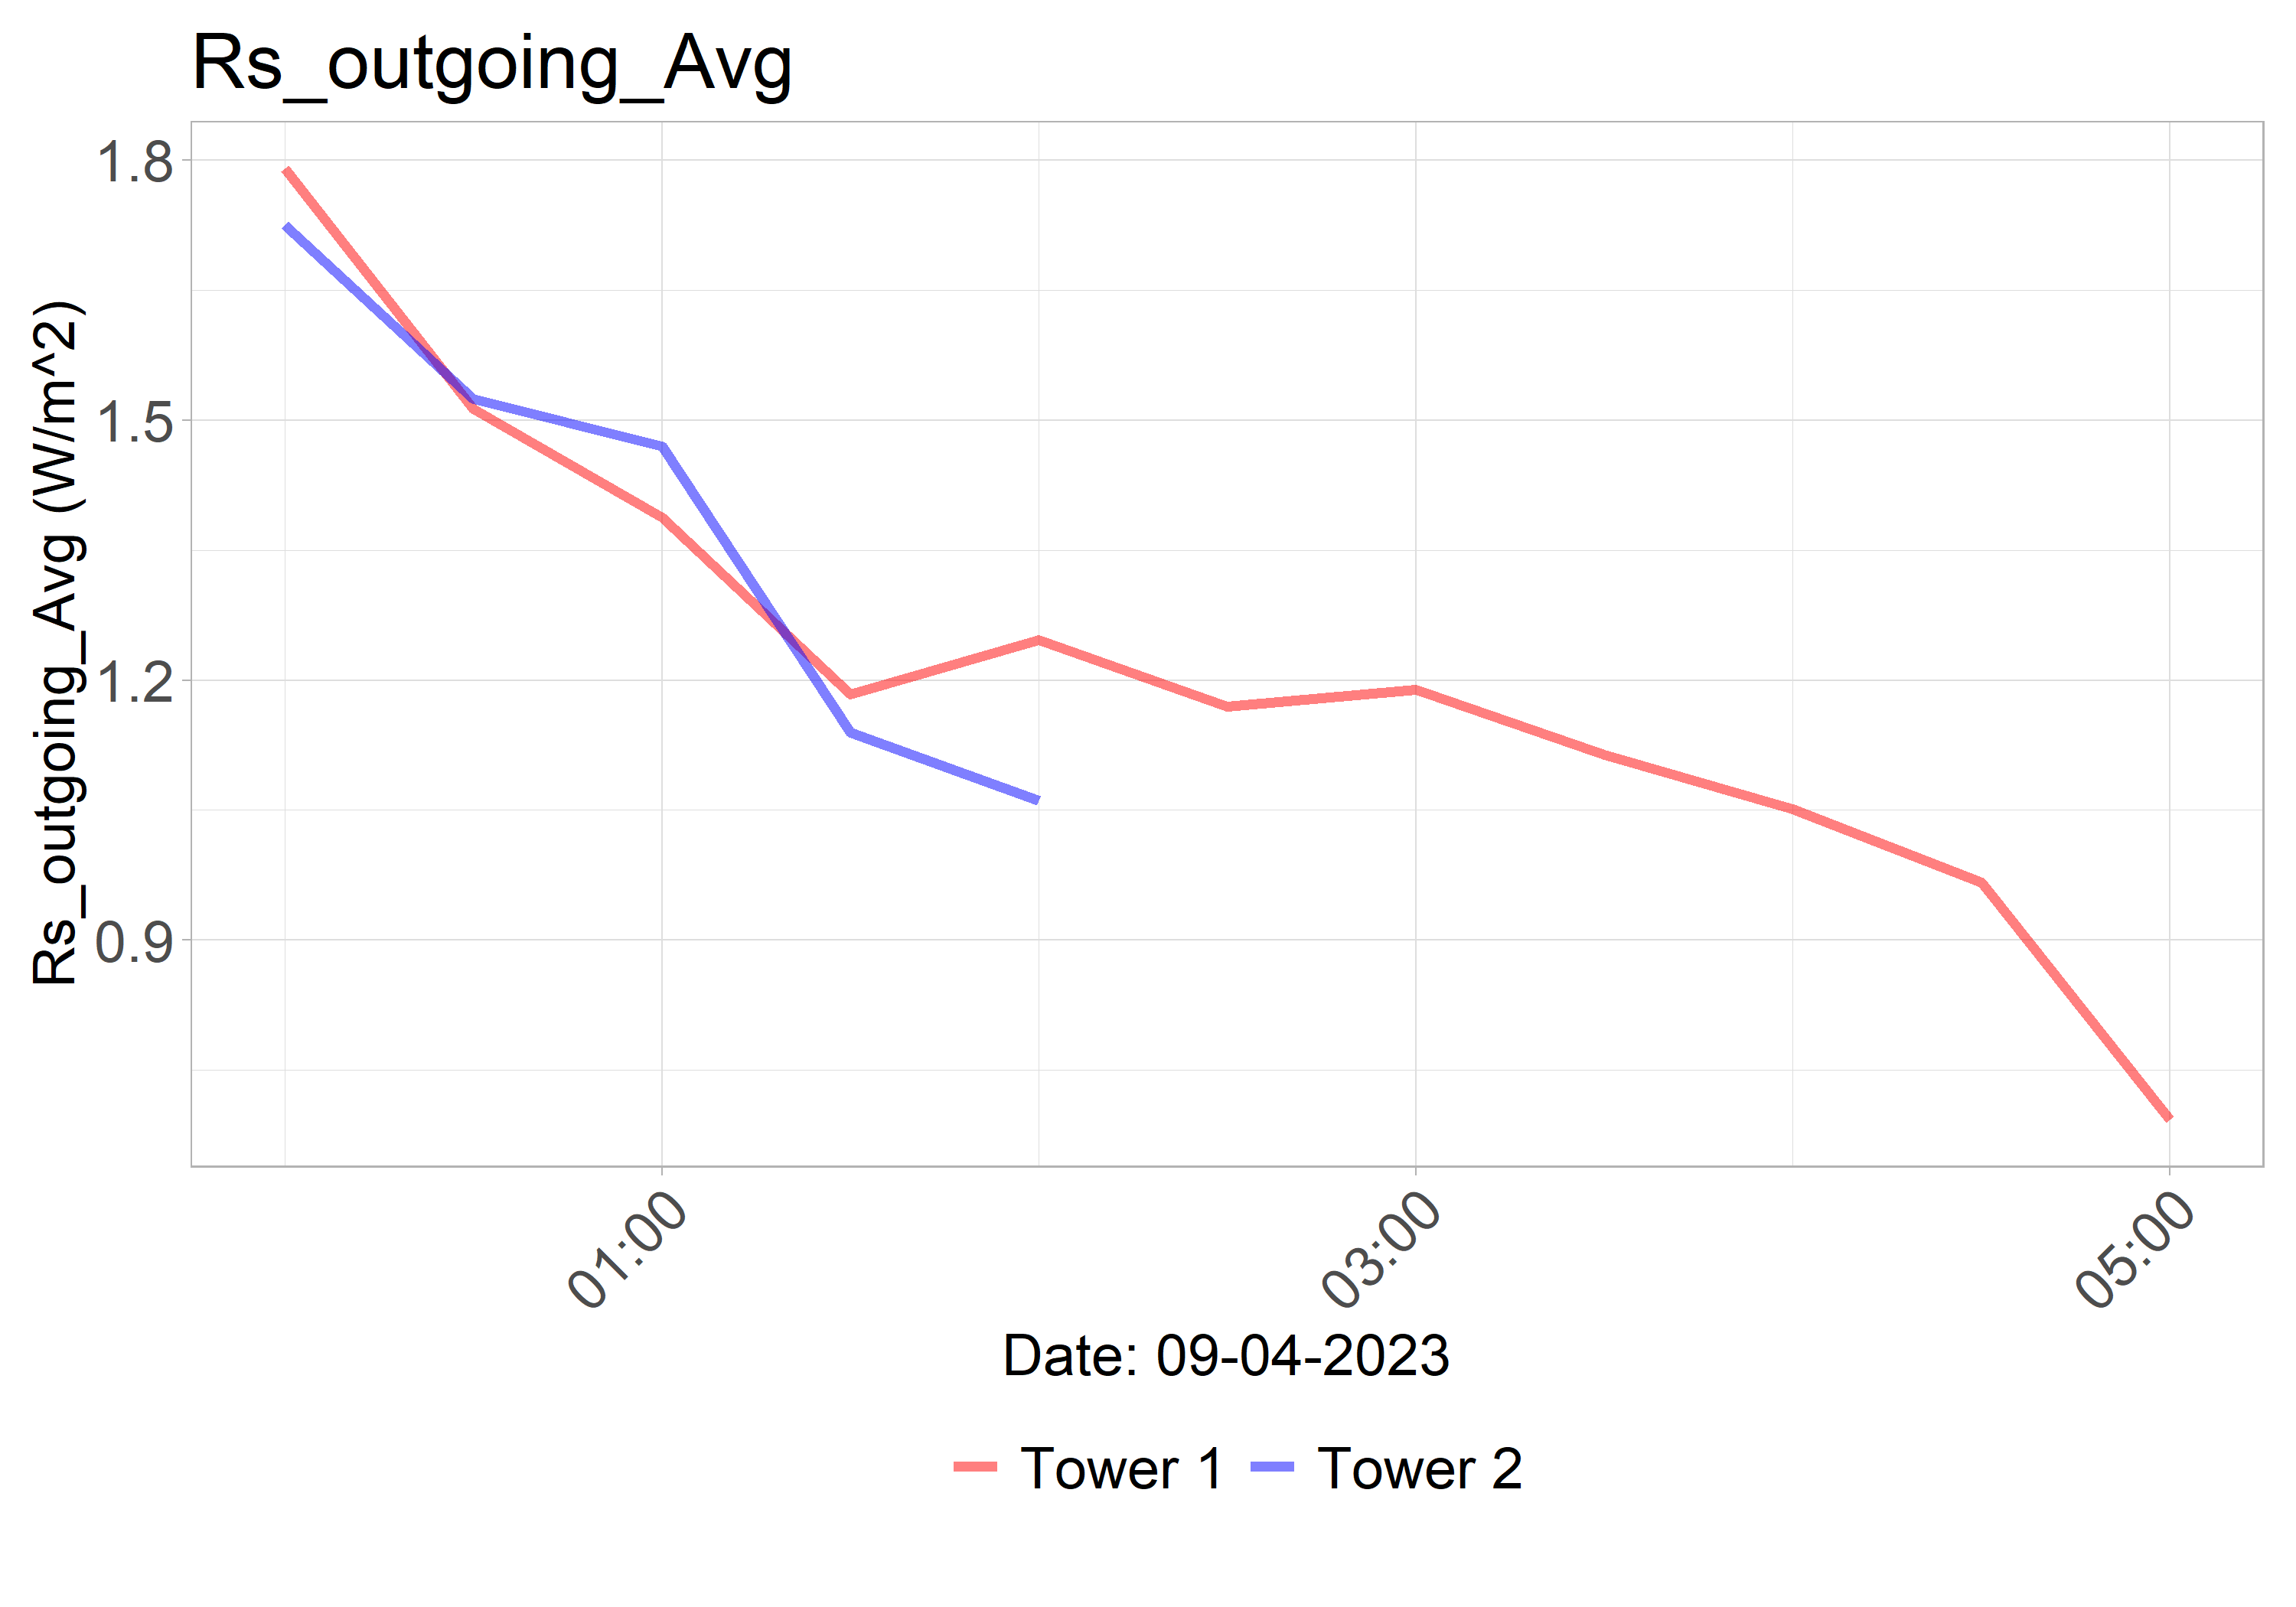 Rs_outgoing_Avg
Rs_outgoing_Avg (W/m^2)
1.8
1.5
1.2
0.9
01:00
03:00
05:00
Date: 09-04-2023
Tower 1
Tower 2